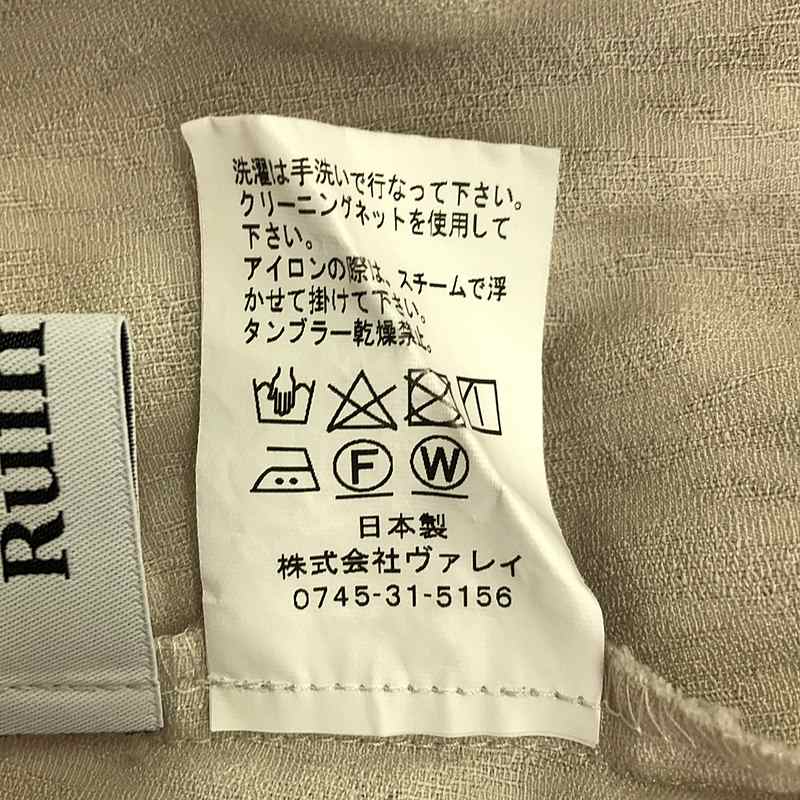 洗濯は手洗いで行なって下さい。
クリーニングネットを使用して
下さい。
アイロンの際は、スチームで浮
かせて掛けて下さい。
タンブラー乾燥禁止。
F W
日本製
株式会社ヴァレイ
0745-31-5156